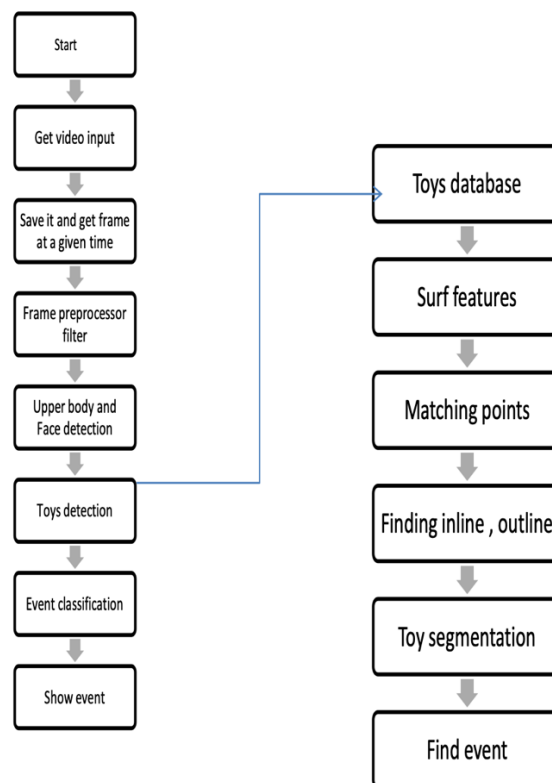 Start
Get video input
Save it and get frame
at a given time
Frame preprocessor
filter
Upper body and
Face detection
Toys detection
Event classification
Show event
Toys database
Surf features
Matching points
Finding inline , outline
Toy segmentation
Find event